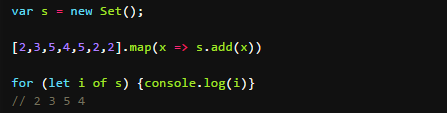 var s = new Set();
[2,3,5,4,5,2,2].map(x => s.add(x))
for (let i of s) {console.log(i)}
// 2 3 5 4